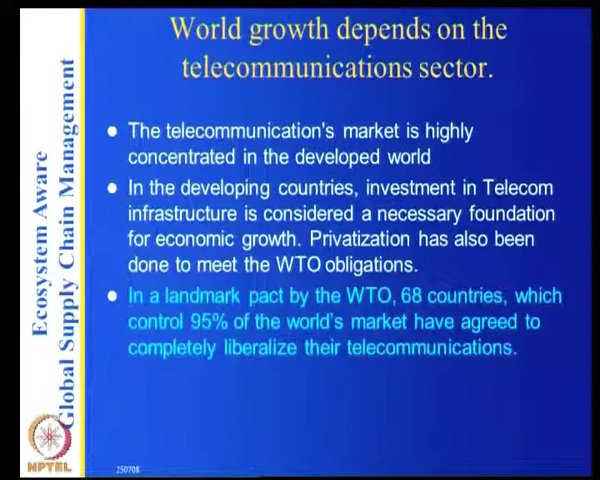 World growth depends on the
telecommunications sector.
Ecosystem Aware
Global Supply Chain Management
● The telecommunication's market is highly
concentrated in the developed world
● In the developing countries, investment in Telecom
infrastructure is considered a necessary foundation
for economic growth. Privatization has also been
done to meet the WTO obligations.
● In a landmark pact by the WTO, 68 countries, which
control 95% of the world's market have agreed to
completely liberalize their telecommunications.
NPTEL
250708